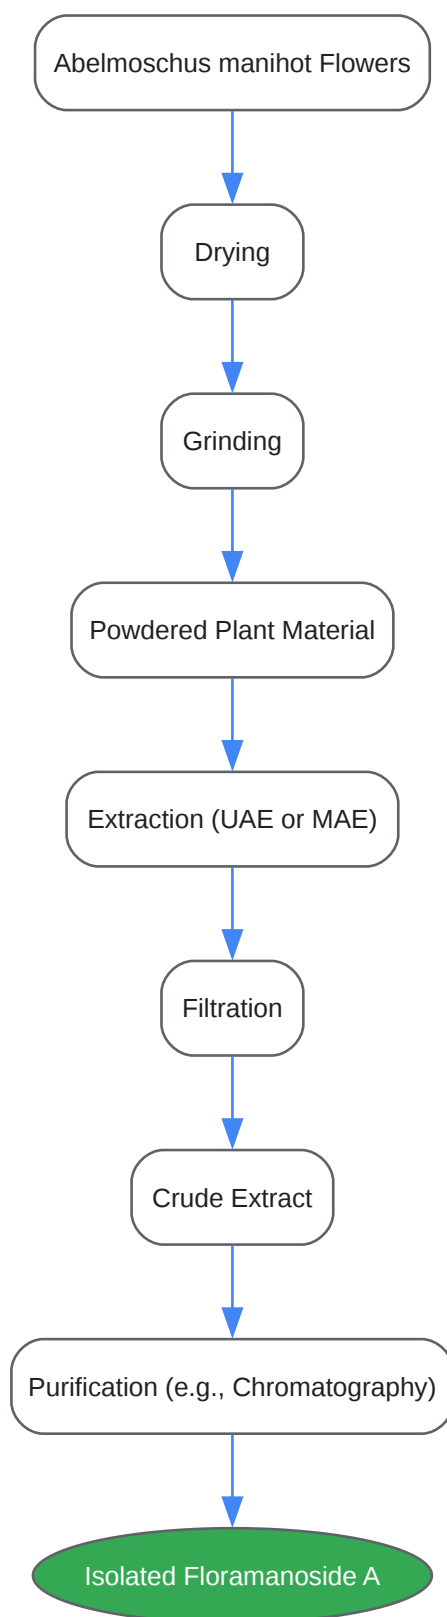 Abelmoschus manihot Flowers
Drying
Grinding
Powdered Plant Material
Extraction (UAE or MAE)
Filtration
Crude Extract
Purification (e.g., Chromatography)
Isolated Floramanoside A